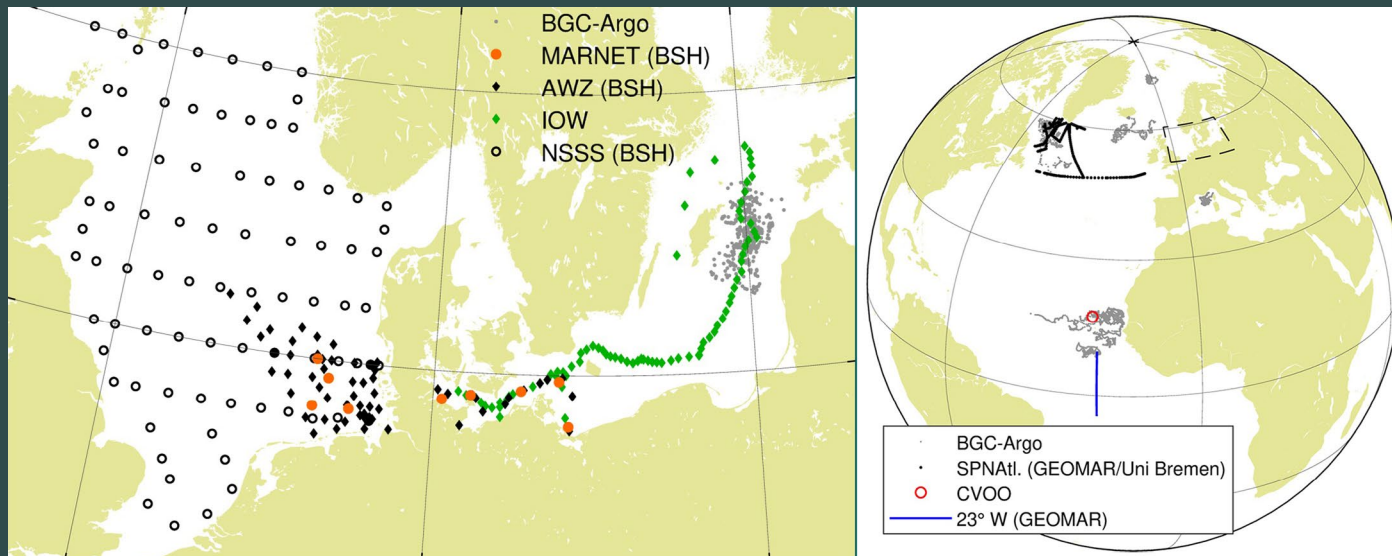 BGC-Argo
MARNET (BSH)
AWZ (BSH)
IOW
NSSS (BSH)
BGC-Argo
SPNAtl. (GEOMAR/Uni Bremen)
CVOO
23° W (GEOMAR)